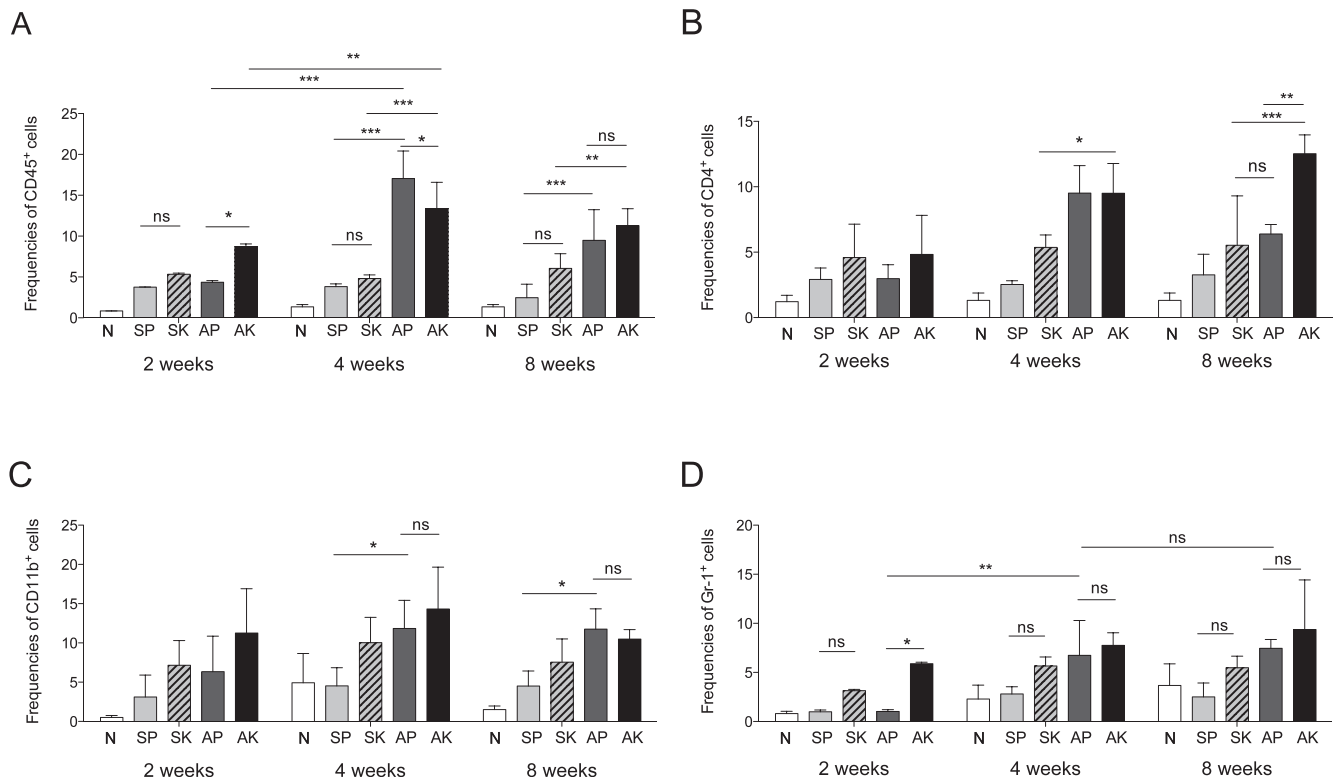 A
Frequencies of CD45+ cells
25
20
15
10
5
0
**
***
***
***
*
ns
**
***
ns
*
ns
ns
N SP SK AP AK N SP SK AP AK N SP SK AP AK
2 weeks 4 weeks 8 weeks
B
Frequencies of CD4+ cells
15
10
5
0
**
***
*
ns
N SP SK AP AK N SP SK AP AK N SP SK AP AK
2 weeks 4 weeks 8 weeks
C
Frequencies of CD11b+ cells
25
20
15
10
5
0
ns
*
ns
*
N SP SK AP AK N SP SK AP AK N SP SK AP AK
2 weeks 4 weeks 8 weeks
D
Frequencies of Gr-1+ cells
20
15
10
5
0
ns
**
ns
ns
ns
*
ns
ns
N SP SK AP AK N SP SK AP AK N SP SK AP AK
2 weeks 4 weeks 8 weeks